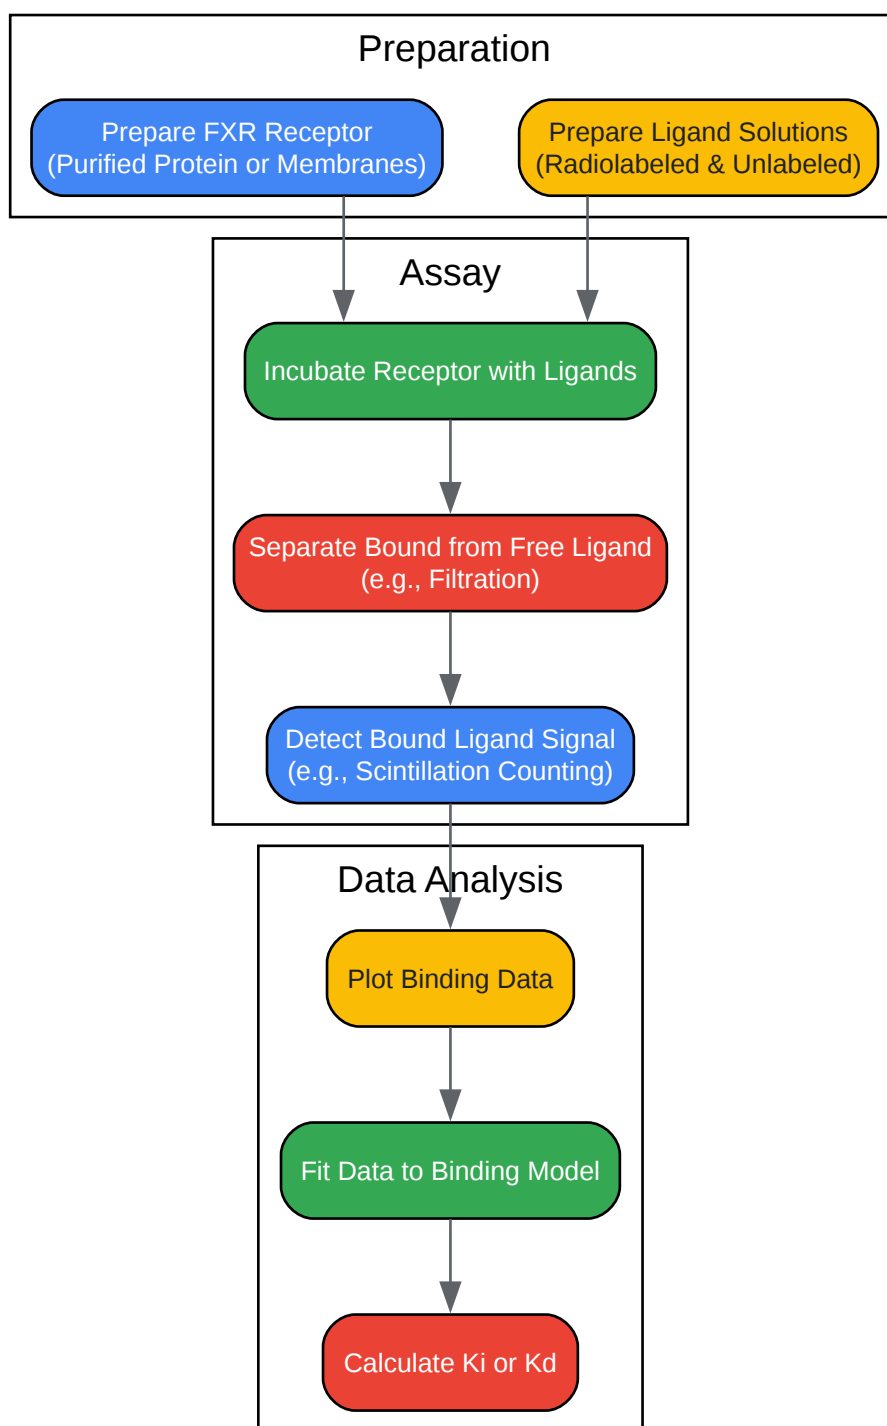 Preparation
Prepare FXR Receptor
(Purified Protein or Membranes)
Prepare Ligand Solutions
(Radiolabeled & Unlabeled)
Assay
Incubate Receptor with Ligands
Separate Bound from Free Ligand
(e.g., Filtration)
Detect Bound Ligand Signal
(e.g., Scintillation Counting)
Data Analysis
Plot Binding Data
Fit Data to Binding Model
Calculate Ki or Kd